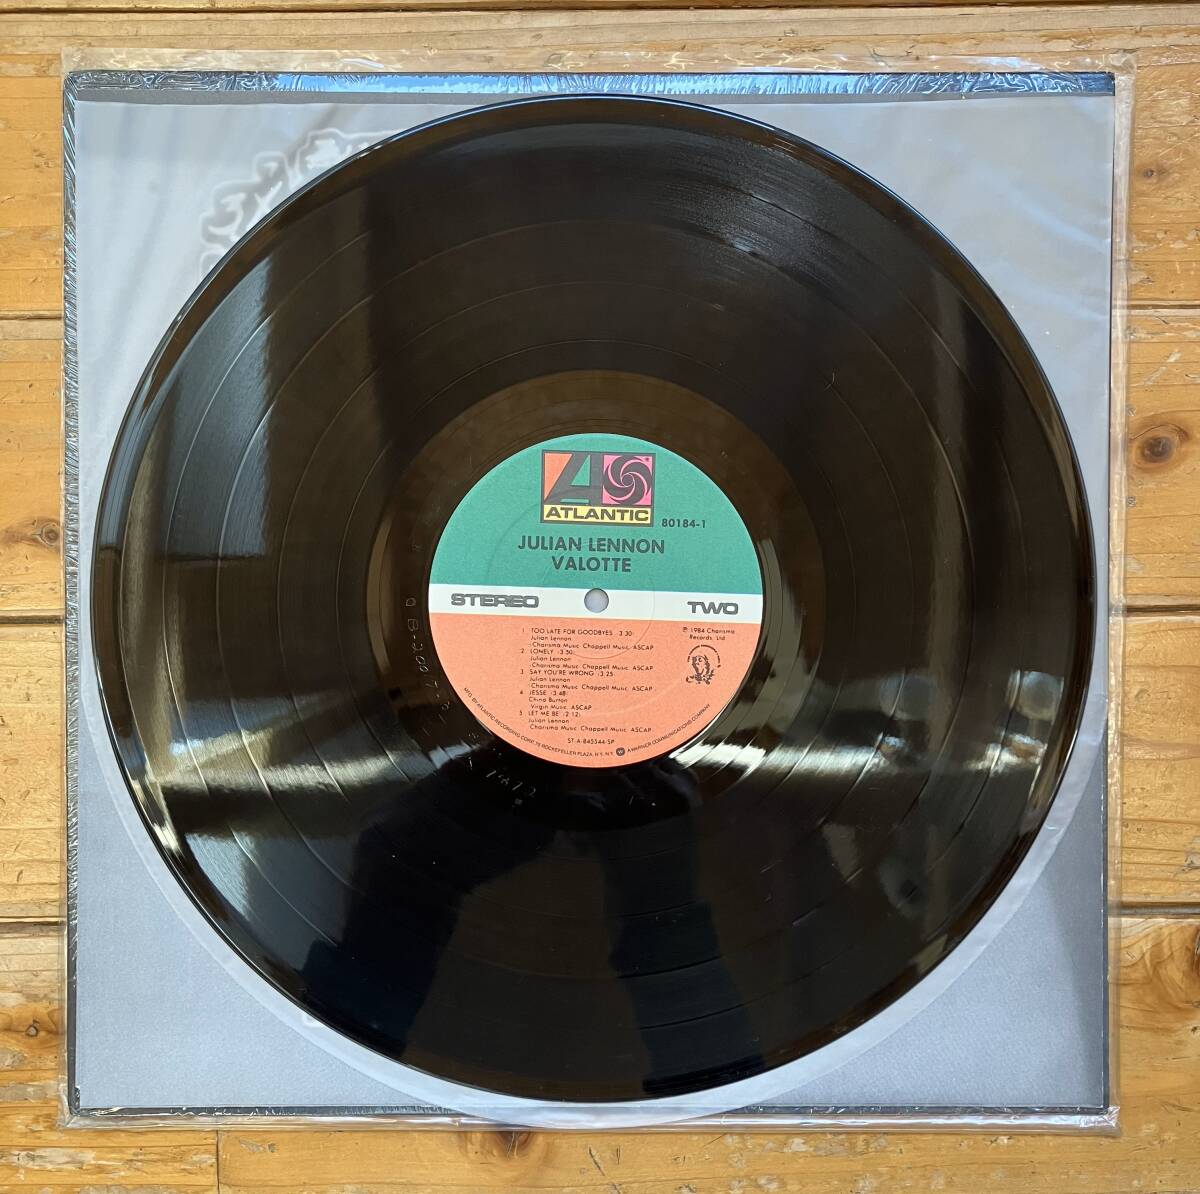 ATLANTIC
80184-1
JULIAN LENNON
VALOTTE
STEREO TWO
1 TOO LATE FOR GOODBYES (3:30)
Julian Lennon
Charisma Music Chappell Music ASCAP
2 LONELY (3:50)
Julian Lennon
Charisma Music Chappell Music ASCAP
3 SAY YOU'RE WRONG (3:25)
Julian Lennon
Charisma Music Chappell Music ASCAP
4 JESSE (3:48)
China Burton
Virgin Music ASCAP
5 LET ME BE (2:12)
Julian Lennon
Charisma Music Chappell Music ASCAP
℗ 1984 Charisma
Records, Ltd
ST-A-845544-SP
MFG. BY ATLANTIC RECORDING CORP., 75 ROCKEFELLER PLAZA, N.Y., N.Y. W A WARNER COMMUNICATIONS COMPANY